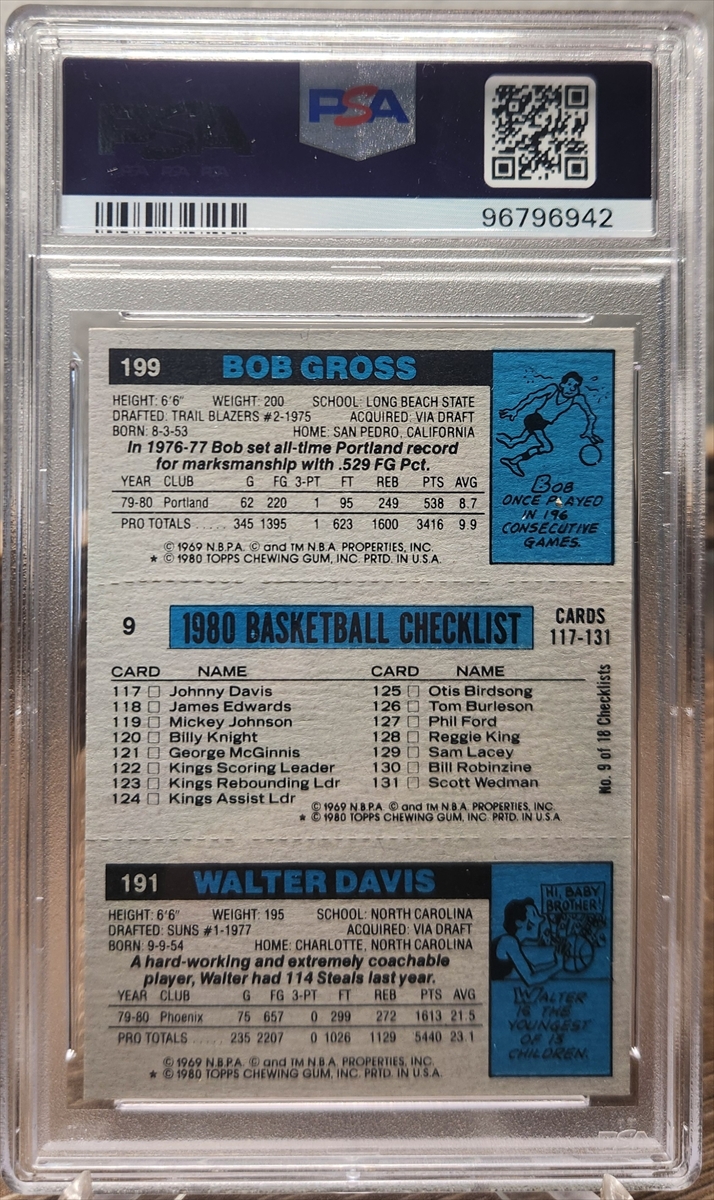 PSA
96796942
199 BOB GROSS
HEIGHT: 6'6" WEIGHT: 200 SCHOOL: LONG BEACH STATE
DRAFTED: TRAIL BLAZERS #2-1975 ACQUIRED: VIA DRAFT
BORN: 8-3-53 HOME: SAN PEDRO, CALIFORNIA
In 1976-77 Bob set all-time Portland record
for marksmanship with .529 FG Pct.
YEAR CLUB G FG 3-PT FT REB PTS AVG
79-80 Portland 62 220 1 95 249 538 8.7
PRO TOTALS ..... 345 1395 1 623 1600 3416 9.9
© 1969 N.B.P.A. © and TM N.B.A. PROPERTIES, INC.
* © 1980 TOPPS CHEWING GUM, INC. PRTD. IN U.S.A.
BOB
ONCE PLAYED
IN 196
CONSECUTIVE
GAMES.
9 1980 BASKETBALL CHECKLIST CARDS
117-131
CARD NAME
117 □ Johnny Davis
118 □ James Edwards
119 □ Mickey Johnson
120 □ Billy Knight
121 □ George McGinnis
122 □ Kings Scoring Leader
123 □ Kings Rebounding Ldr
124 □ Kings Assist Ldr
CARD NAME
125 □ Otis Birdsong
126 □ Tom Burleson
127 □ Phil Ford
128 □ Reggie King
129 □ Sam Lacey
130 □ Bill Robinzine
131 □ Scott Wedman
No. 9 of 18 Checklists
© 1969 N.B.P.A. © and TM N.B.A. PROPERTIES, INC.
* © 1980 TOPPS CHEWING GUM, INC. PRTD. IN U.S.A
191 WALTER DAVIS
HEIGHT: 6'6" WEIGHT: 195 SCHOOL: NORTH CAROLINA
DRAFTED: SUNS #1-1977 ACQUIRED: VIA DRAFT
BORN: 9-9-54 HOME: CHARLOTTE, NORTH CAROLINA
A hard-working and extremely coachable
player, Walter had 114 Steals last year.
YEAR CLUB G FG 3-PT FT REB PTS AVG
79-80 Phoenix 75 657 0 299 272 1613 21.5
PRO TOTALS ..... 235 2207 0 1026 1129 5440 23.1
© 1969 N.B.P.A. © and TM N.B.A. PROPERTIES, INC.
* © 1980 TOPPS CHEWING GUM, INC. PRTD. IN U.S.A.
HI, BABY
BROTHER!
WALTER
IS THE
YOUNGEST
OF 13
CHILDREN.
PSA